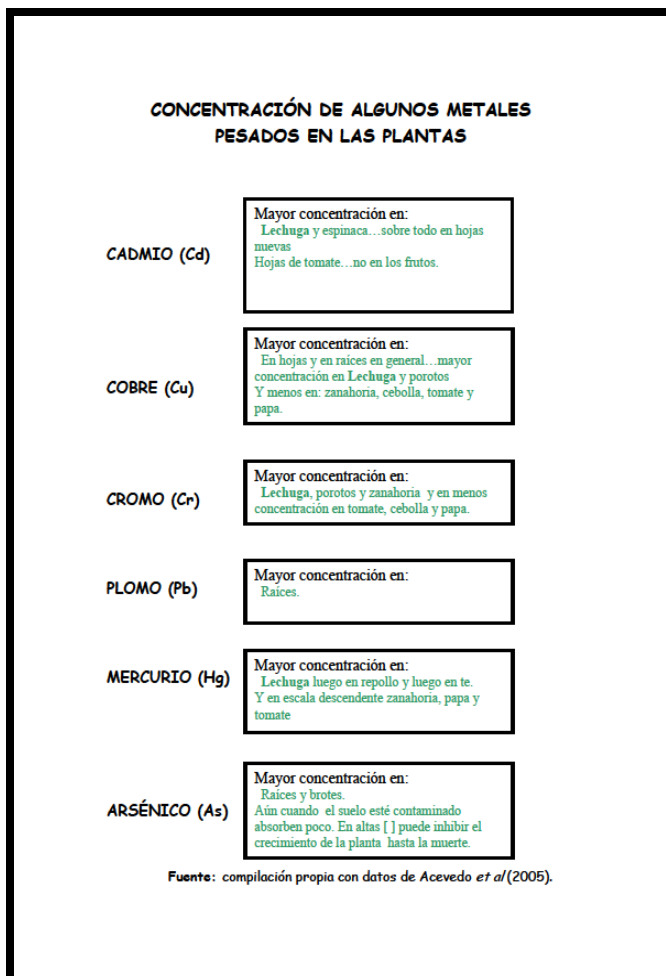 CONCENTRACIÓN DE ALGUNOS METALES
PESADOS EN LAS PLANTAS
CADMIO (Cd)
Mayor concentración en:
Lechuga y espinaca…sobre todo en hojas
nuevas
Hojas de tomate…no en los frutos.
COBRE (Cu)
Mayor concentración en:
En hojas y en raíces en general…mayor
concentración en Lechuga y porotos
Y menos en: zanahoria, cebolla, tomate y
papa.
CROMO (Cr)
Mayor concentración en:
Lechuga, porotos y zanahoria y en menos
concentración en tomate, cebolla y papa.
PLOMO (Pb)
Mayor concentración en:
Raíces.
MERCURIO (Hg)
Mayor concentración en:
Lechuga luego en repollo y luego en te.
Y en escala descendente zanahoria, papa y
tomate
ARSÉNICO (As)
Mayor concentración en:
Raíces y brotes.
Aún cuando el suelo esté contaminado
absorben poco. En altas [ ] puede inhibir el
crecimiento de la planta hasta la muerte.
Fuente: compilación propia con datos de Acevedo et al(2005).